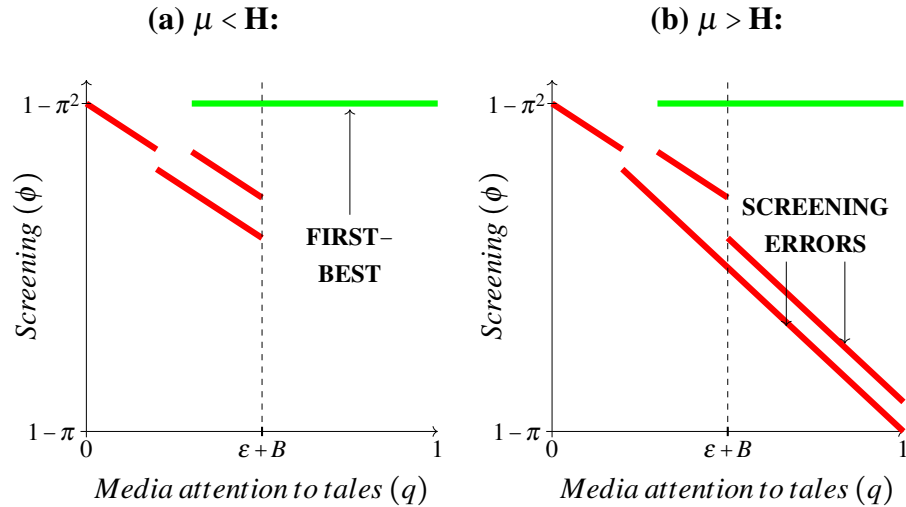 (a) μ < H:
1 – π²
Screening (ϕ)
FIRST–
BEST
1 – π
0
ε + B
1
Media attention to tales (q)
(b) μ > H:
1 – π²
Screening (ϕ)
SCREENING
ERRORS
1 – π
0
ε + B
1
Media attention to tales (q)